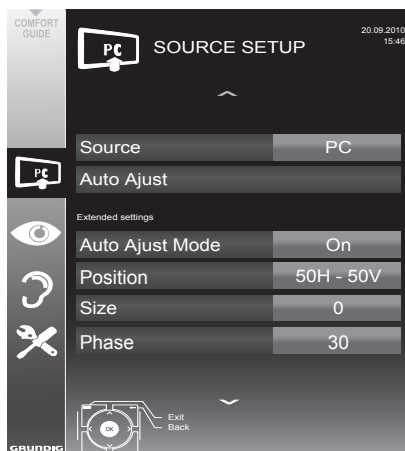 COMFORT
GUIDE
PC
SOURCE SETUP
20.09.2010
15:46
Source PC
PC
Auto Ajust
Extended settings
Auto Ajust Mode On
Position 50H - 50V
Size 0
Phase 30
Exit
Back
OK
GRUNDIG